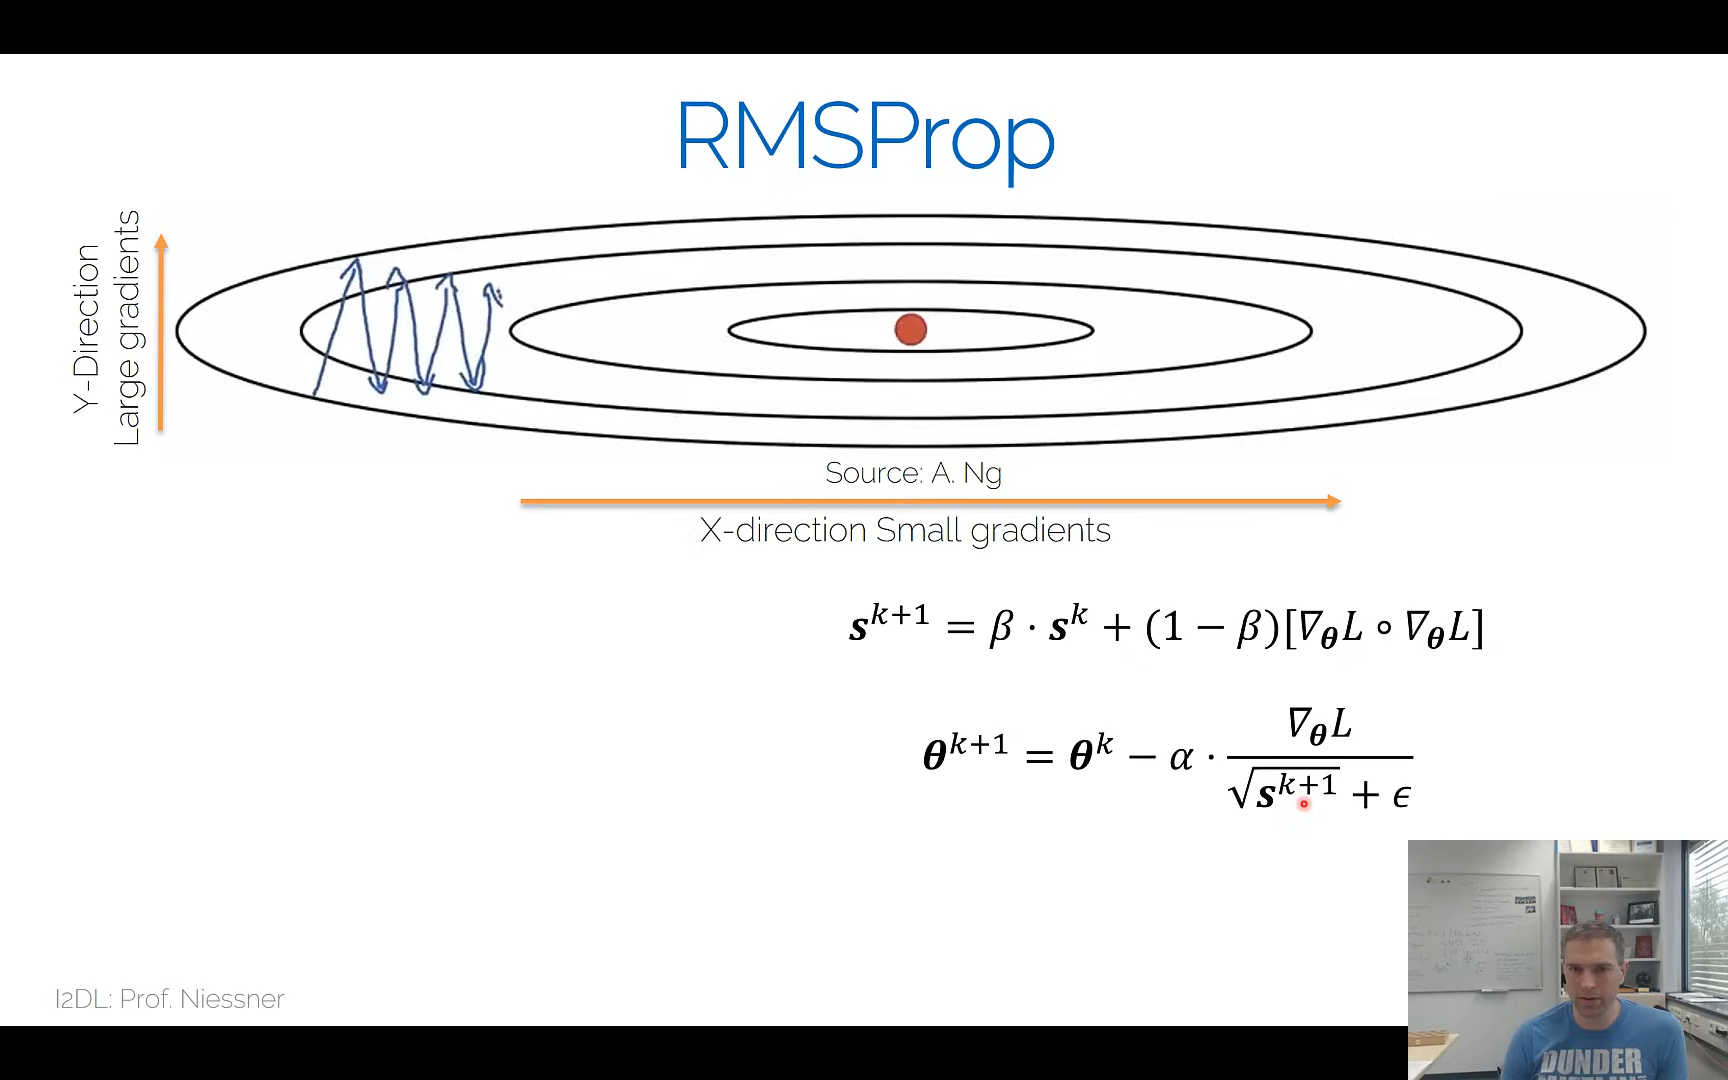 RMSProp
Y-Direction
Large gradients
Source: A. Ng
X-direction Small gradients
𝒔^{k+1} = β · 𝒔^k + (1 − β)[∇_𝜽L ∘ ∇_𝜽L]
𝜽^{k+1} = 𝜽^k − α · ∇_𝜽L / (√𝒔^{k+1} + ϵ)
I2DL: Prof. Niessner
DUNDER